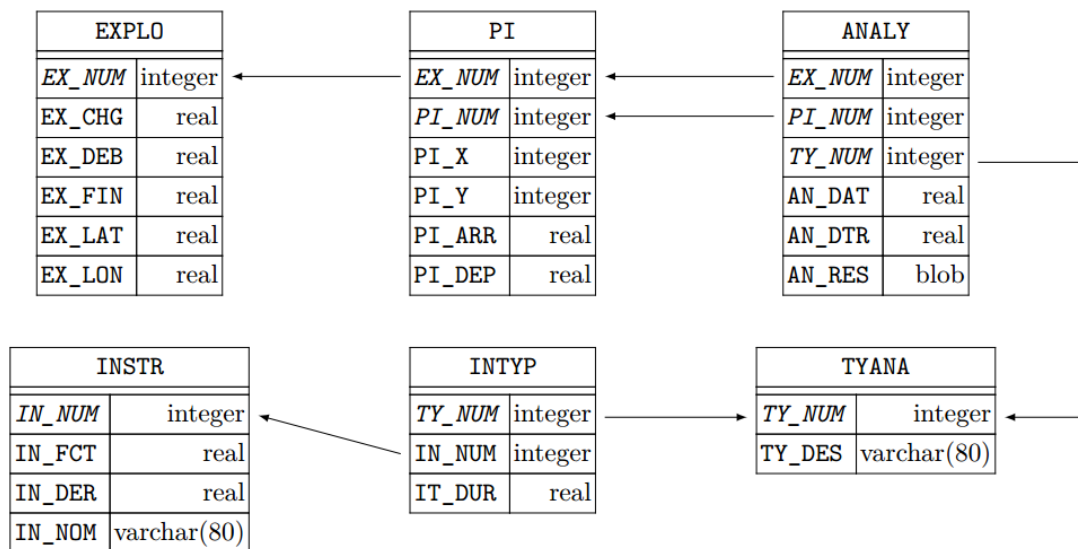 EXPLO
EX_NUM integer
EX_CHG real
EX_DEB real
EX_FIN real
EX_LAT real
EX_LON real
PI
EX_NUM integer
PI_NUM integer
PI_X integer
PI_Y integer
PI_ARR real
PI_DEP real
ANALY
EX_NUM integer
PI_NUM integer
TY_NUM integer
AN_DAT real
AN_DTR real
AN_RES blob
INSTR
IN_NUM integer
IN_FCT real
IN_DER real
IN_NOM varchar(80)
INTYP
TY_NUM integer
IN_NUM integer
IT_DUR real
TYANA
TY_NUM integer
TY_DES varchar(80)